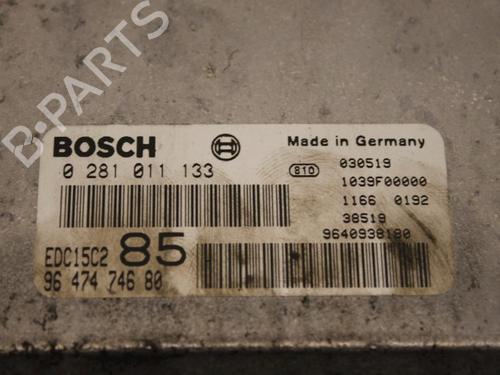 B-PARTS
BOSCH
Made in Germany
0 281 011 133
810
030519
1039F00000
1166 0192
38519
EDC15C2 85
9640938180
96 474 746 80